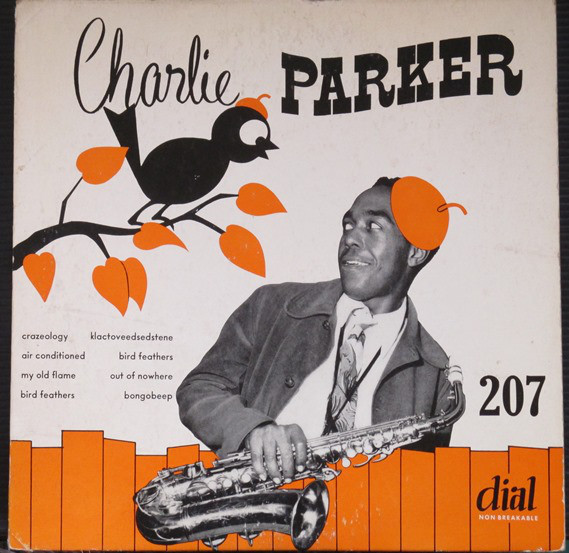 Charlie PARKER
crazeology klactoveedsedstene
air conditioned bird feathers
my old flame out of nowhere
bird feathers bongobeep
207
dial
NON BREAKABLE